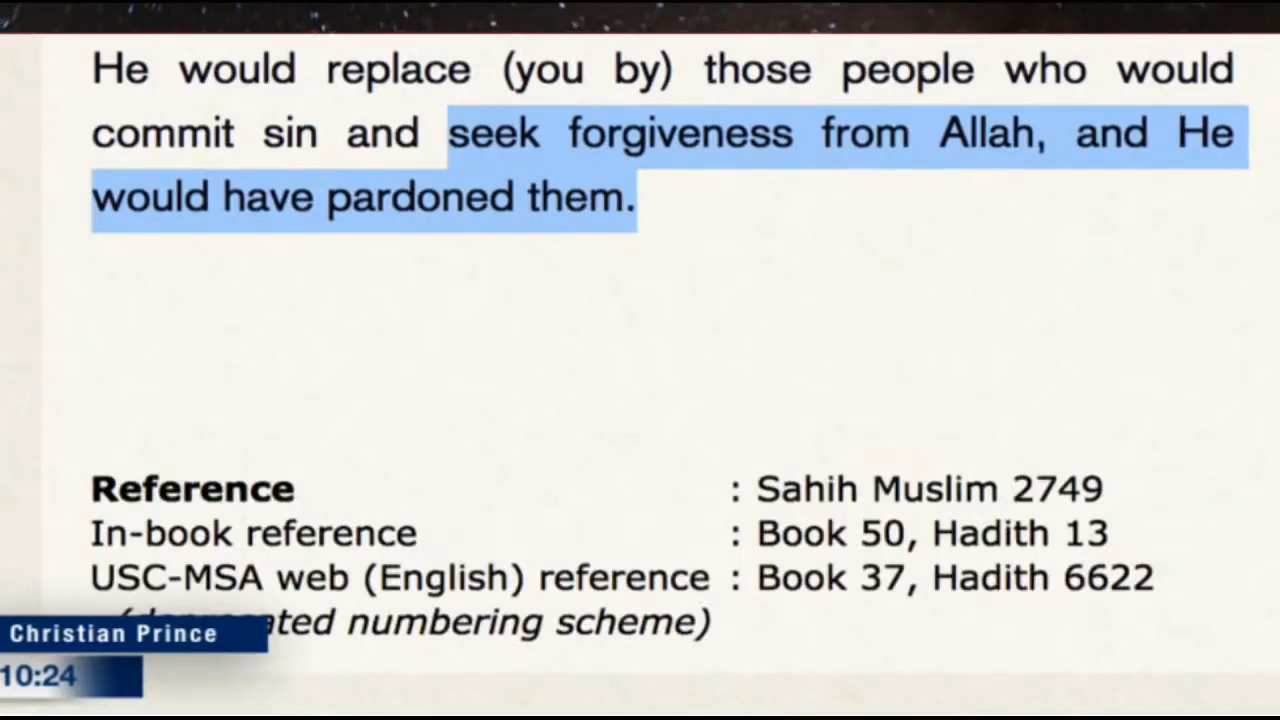 He would replace (you by) those people who would
commit sin and seek forgiveness from Allah, and He
would have pardoned them.
Reference : Sahih Muslim 2749
In-book reference : Book 50, Hadith 13
USC-MSA web (English) reference : Book 37, Hadith 6622
(deprecated numbering scheme)
Christian Prince
10:24